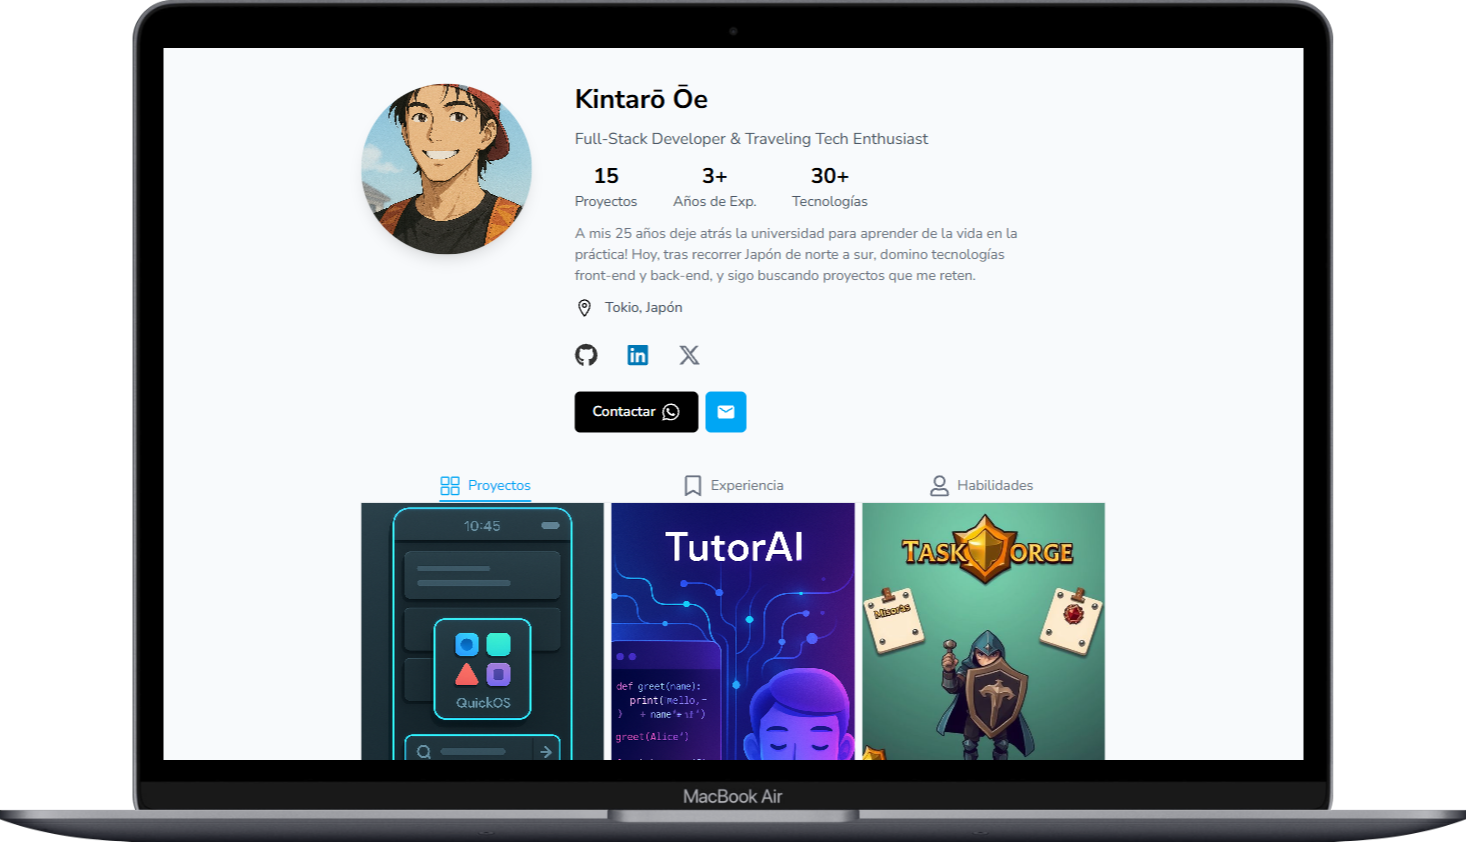 Kintarō Ōe
Full-Stack Developer & Traveling Tech Enthusiast
15 3+ 30+
Proyectos Años de Exp. Tecnologías
A mis 25 años deje atrás la universidad para aprender de la vida en la
práctica! Hoy, tras recorrer Japón de norte a sur, domino tecnologías
front-end y back-end, y sigo buscando proyectos que me reten.
Tokio, Japón
in
Contactar
Proyectos Experiencia Habilidades
10:45
QuickOS
TutorAI
def greet(name):
print(
name
greet(Alice')
TASK ORGE
MacBook Air